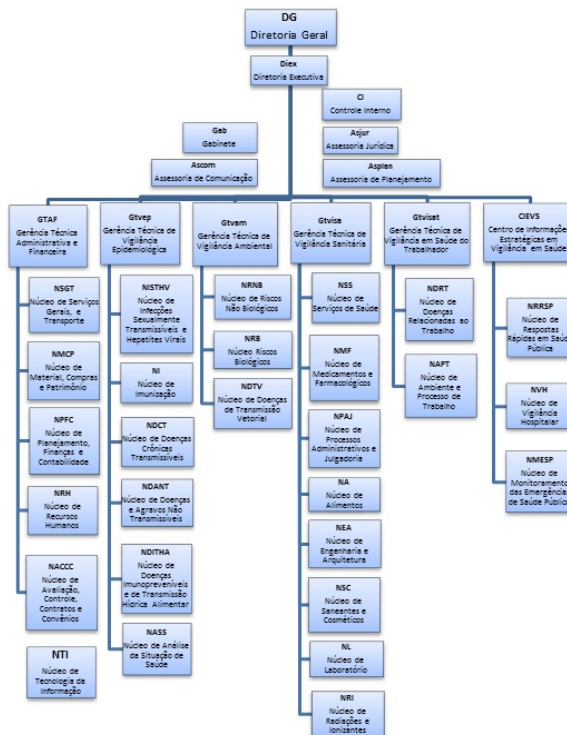 DG
Diretoria Geral
Diex
Diretoria Executiva
CI
Controle Interno
Gab
Gabinete
Asjur
Assessoria Jurídica
Ascom
Assessoria de Comunicação
Asplan
Assessoria de Planejamento
GTAF
Gerência Técnica
Administrativa e
Financeira
NSGT
Núcleo de Serviços
Gerais, e
Transporte
NMCP
Núcleo de
Material, Compras
e Patrimônio
NPFC
Núcleo de
Planejamento,
Finanças e
Contabilidade
NRH
Núcleo de
Recursos
Humanos
NACCC
Núcleo de
Avaliação,
Controle,
Contratos e
Convênios
NTI
Núcleo de
Tecnologia da
Informação
Gtvep
Gerência Técnica de
Vigilância
Epidemiológica
NISTHV
Núcleo de
Infecções
Sexualmente
Transmissíveis e
Hepatites Virais
NI
Núcleo de
Imunização
NDCT
Núcleo de Doenças
Crônicas
Transmissíveis
NDANT
Núcleo de Doenças
e Agravos Não
Transmissíveis
NDITHA
Núcleo de
Doenças
Imunopreveníveis
e de Transmissão
Hídrica Alimentar
NASS
Núcleo de Análise
da Situação de
Saúde
Gtvam
Gerência Técnica de
Vigilância Ambiental
NRNB
Núcleo de Riscos
Não Biológicos
NRB
Núcleo Riscos
Biológicos
NDTV
Núcleo de Doenças
de Transmissão
Vetorial
Gtvisa
Gerência Técnica de
Vigilância Sanitária
NSS
Núcleo
de Serviços de Saúde
NMF
Núcleo de
Medicamentos e
Farmacológicos
NPAJ
Núcleo de
Processos
Administrativos e
Julgadoria
NA
Núcleo de
Alimentos
NEA
Núcleo de
Engenharia e
Arquitetura
NSC
Núcleo de
Saneantes e
Cosméticos
NL
Núcleo de
Laboratório
NRI
Núcleo de
Radiações e
Ionizantes
Gtvisat
Gerência Técnica de
Vigilância em Saúde do
Trabalhador
NDRT
Núcleo de
Doenças
Relacionadas ao
Trabalho
NAPT
Núcleo de
Ambiente e
Processo de
Trabalho
CIEVS
Centro de Informações
Estratégicas em
Vigilância em Saúde
NRRSP
Núcleo de
Respostas
Rápidas em Saúde
Pública
NVH
Núcleo de
Vigilância
Hospitalar
NMESP
Núcleo de
Monitoramento
das Emergências
de Saúde Pública